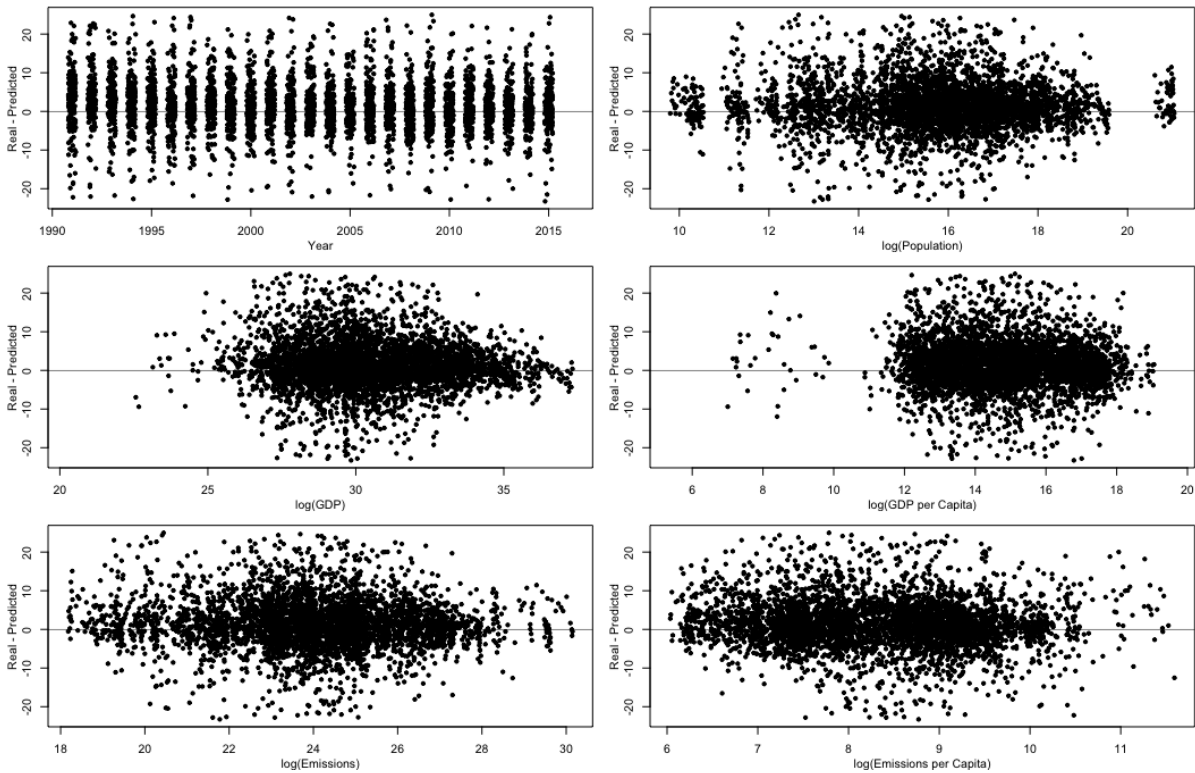 Real - Predicted
20
10
0
-10
-20
1990 1995 2000 2005 2010 2015
Year
Real - Predicted
20
10
0
-10
-20
10 12 14 16 18 20
log(Population)
Real - Predicted
20
10
0
-10
-20
20 25 30 35
log(GDP)
Real - Predicted
20
10
0
-10
-20
6 8 10 12 14 16 18 20
log(GDP per Capita)
Real - Predicted
20
10
0
-10
-20
18 20 22 24 26 28 30
log(Emissions)
Real - Predicted
20
10
0
-10
-20
6 7 8 9 10 11
log(Emissions per Capita)